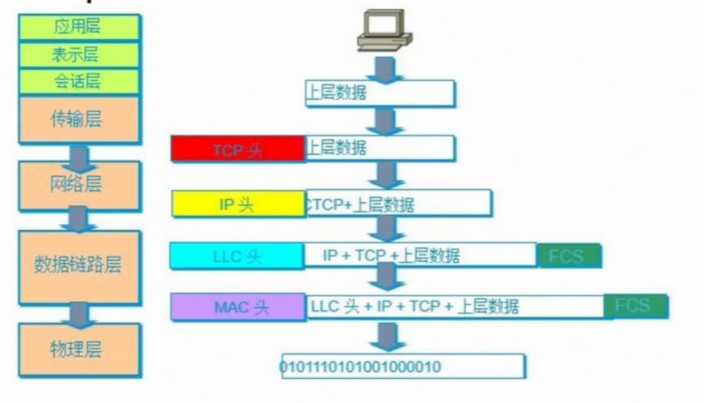 应用层
表示层
会话层
传输层
网络层
数据链路层
物理层
上层数据
TCP 头 上层数据
IP 头 TCP+上层数据
LLC 头 IP + TCP +上层数据 FCS
MAC 头 LLC 头 + IP + TCP + 上层数据 FCS
0101110101001000010